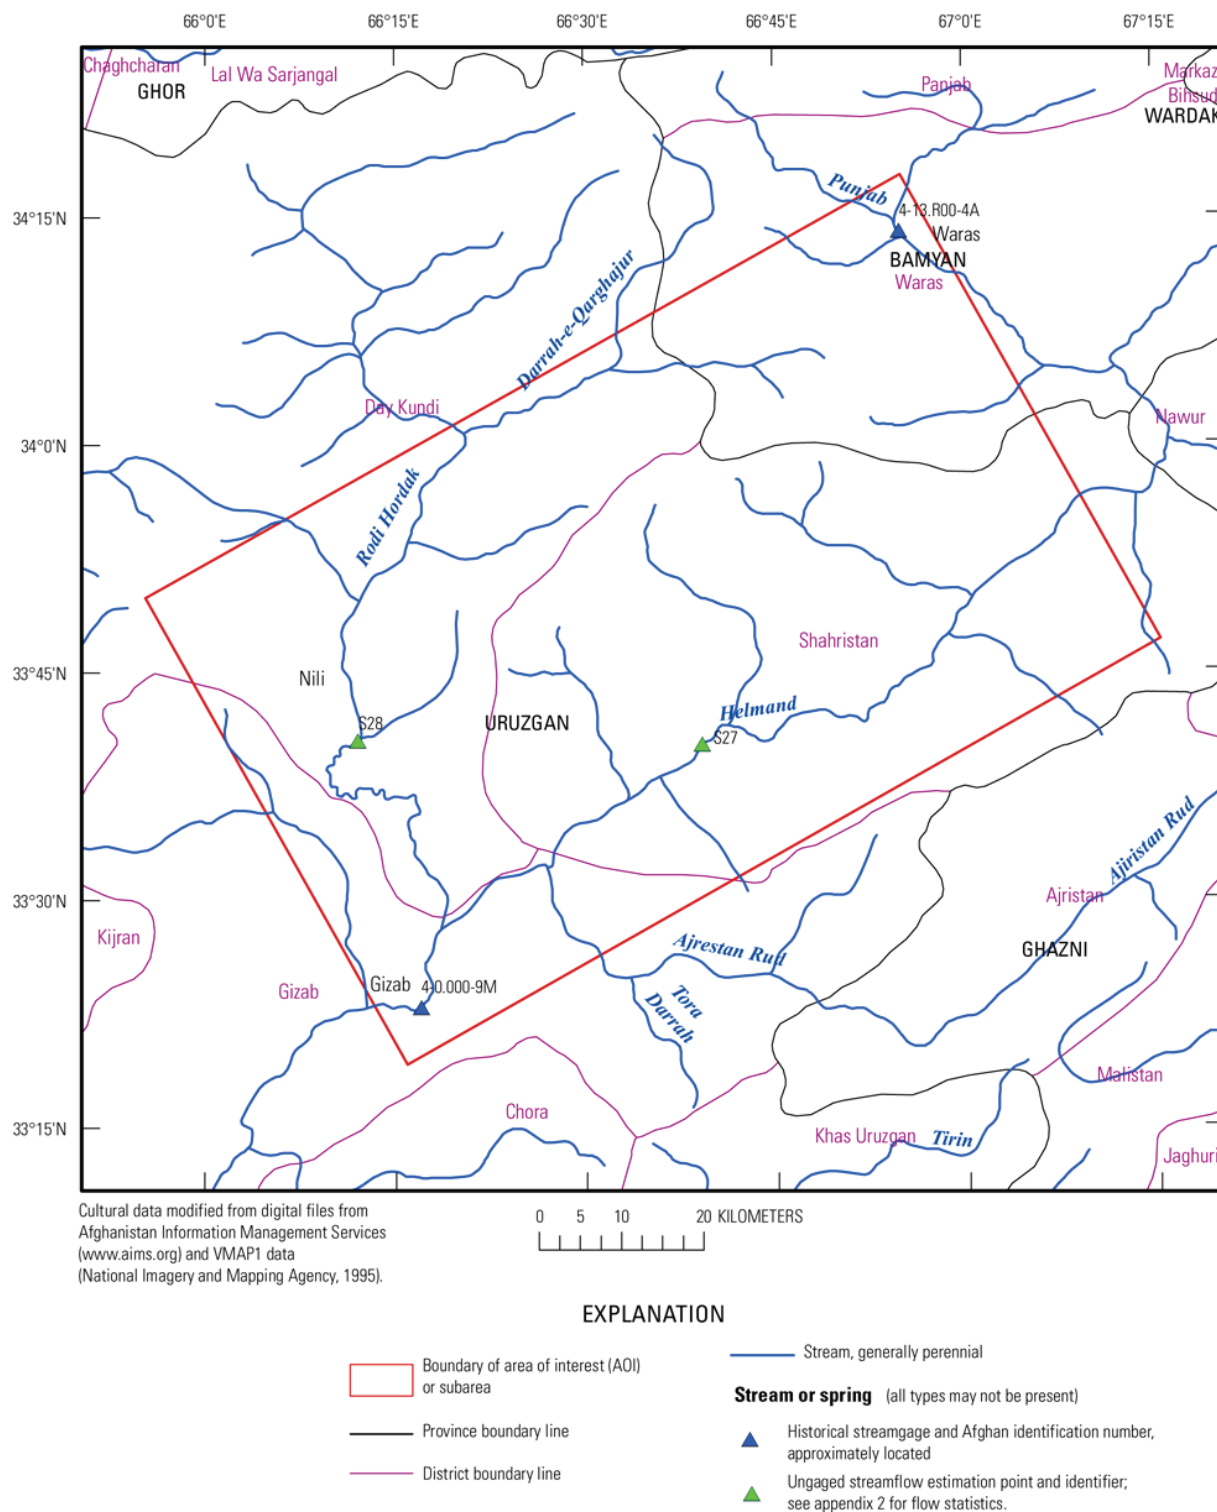 66°0'E 66°15'E 66°30'E 66°45'E 67°0'E 67°15'E
Chaghcharan
Lal Wa Sarjangal
GHOR
Panjab
Markaz
Bihsud
WARDAK
Punjab
34°15'N
4-13.R00-4A
Waras
BAMYAN
Waras
Darrah-e-Qarghajur
Day Kundi
Nawur
34°0'N
Rodi Hordak
Shahristan
33°45'N
Nili
Helmand
S28
URUZGAN
S27
Ajiristan Rud
33°30'N
Ajristan
Kijran
Ajrestan Rud
GHAZNI
Gizab
Gizab
4-0.000-9M
Tora
Darrah
Malistan
Chora
33°15'N
Khas Uruzgan
Tirin
Jaghuri
Cultural data modified from digital files from
Afghanistan Information Management Services
(www.aims.org) and VMAP1 data
(National Imagery and Mapping Agency, 1995).
0 5 10 20 KILOMETERS
EXPLANATION
Boundary of area of interest (AOI)
or subarea
Province boundary line
District boundary line
Stream, generally perennial
Stream or spring (all types may not be present)
Historical streamgage and Afghan identification number,
approximately located
Ungaged streamflow estimation point and identifier;
see appendix 2 for flow statistics.